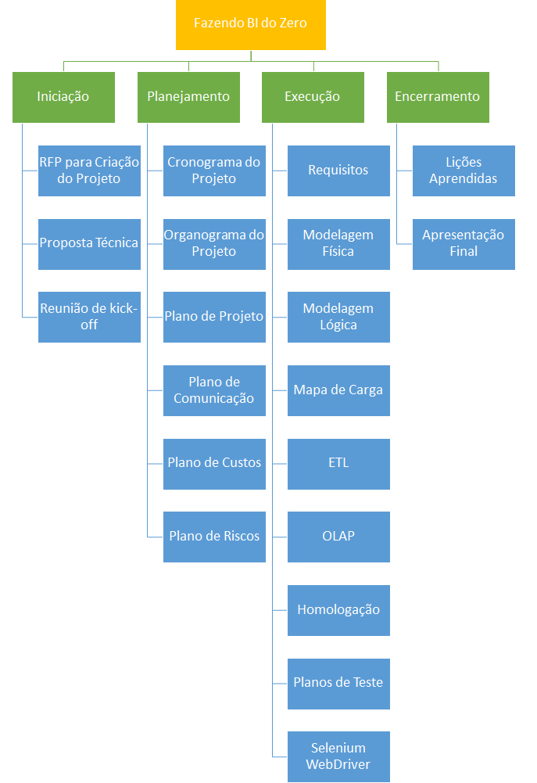 Fazendo BI do Zero
Iniciação
Planejamento
Execução
Encerramento
RFP para Criação
do Projeto
Proposta Técnica
Reunião de kick-
off
Cronograma do
Projeto
Organograma do
Projeto
Plano de Projeto
Plano de
Comunicação
Plano de Custos
Plano de Riscos
Requisitos
Modelagem
Física
Modelagem
Lógica
Mapa de Carga
ETL
OLAP
Homologação
Planos de Teste
Selenium
WebDriver
Lições
Aprendidas
Apresentação
Final